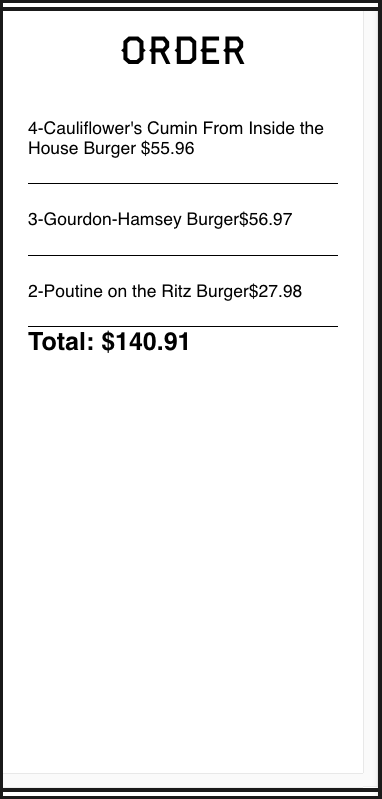 ORDER
4-Cauliflower's Cumin From Inside the
House Burger $55.96
3-Gourdon-Hamsey Burger$56.97
2-Poutine on the Ritz Burger$27.98
Total: $140.91